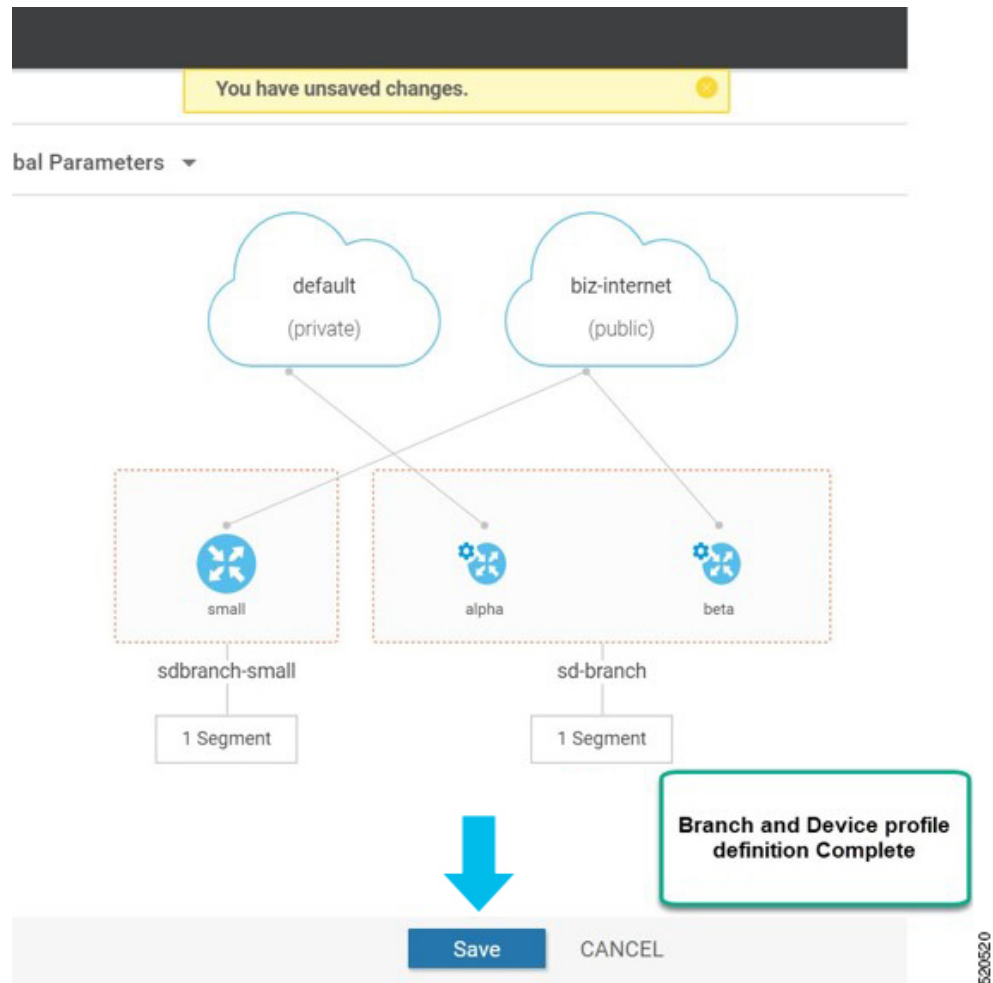 You have unsaved changes.
bal Parameters
default
(private)
biz-internet
(public)
small
alpha
beta
sdbranch-small
sd-branch
1 Segment
1 Segment
Branch and Device profile
definition Complete
Save
CANCEL
520520